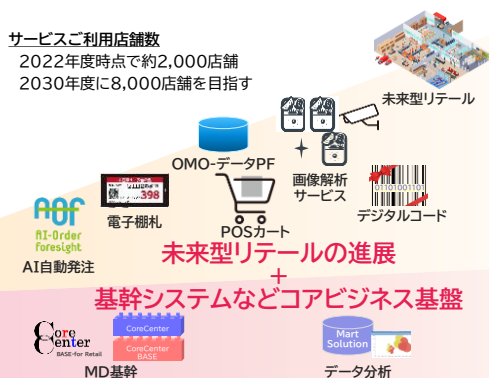 サービスご利用店舗数
2022年度時点で約2,000店舗
2030年度に8,000店舗を目指す
未来型リテール
OMO-データPF
画像解析
サービス
398
電子棚札
POSカート
01101001101
デジタルコード
AOF
AI-Order
Foresight
AI自動発注
未来型リテールの進展
+
基幹システムなどコアビジネス基盤
Core
Center
BASE-for Retail
CoreCenter
CoreCenter
BASE
MD基幹
Mart
Solution
データ分析